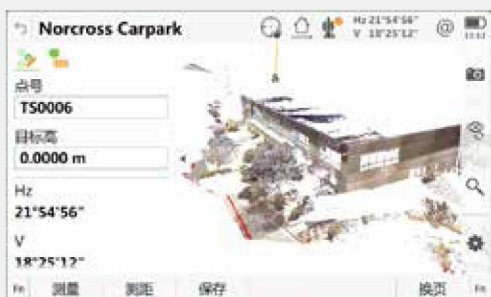 Norcross Carpark
Hz 21°54'56"
V 18°25'12"
点号
TS0006
目标高
0.0000 m
Hz
21°54'56"
V
18°25'12"
Fn 测量 测距 保存 换页 Fn